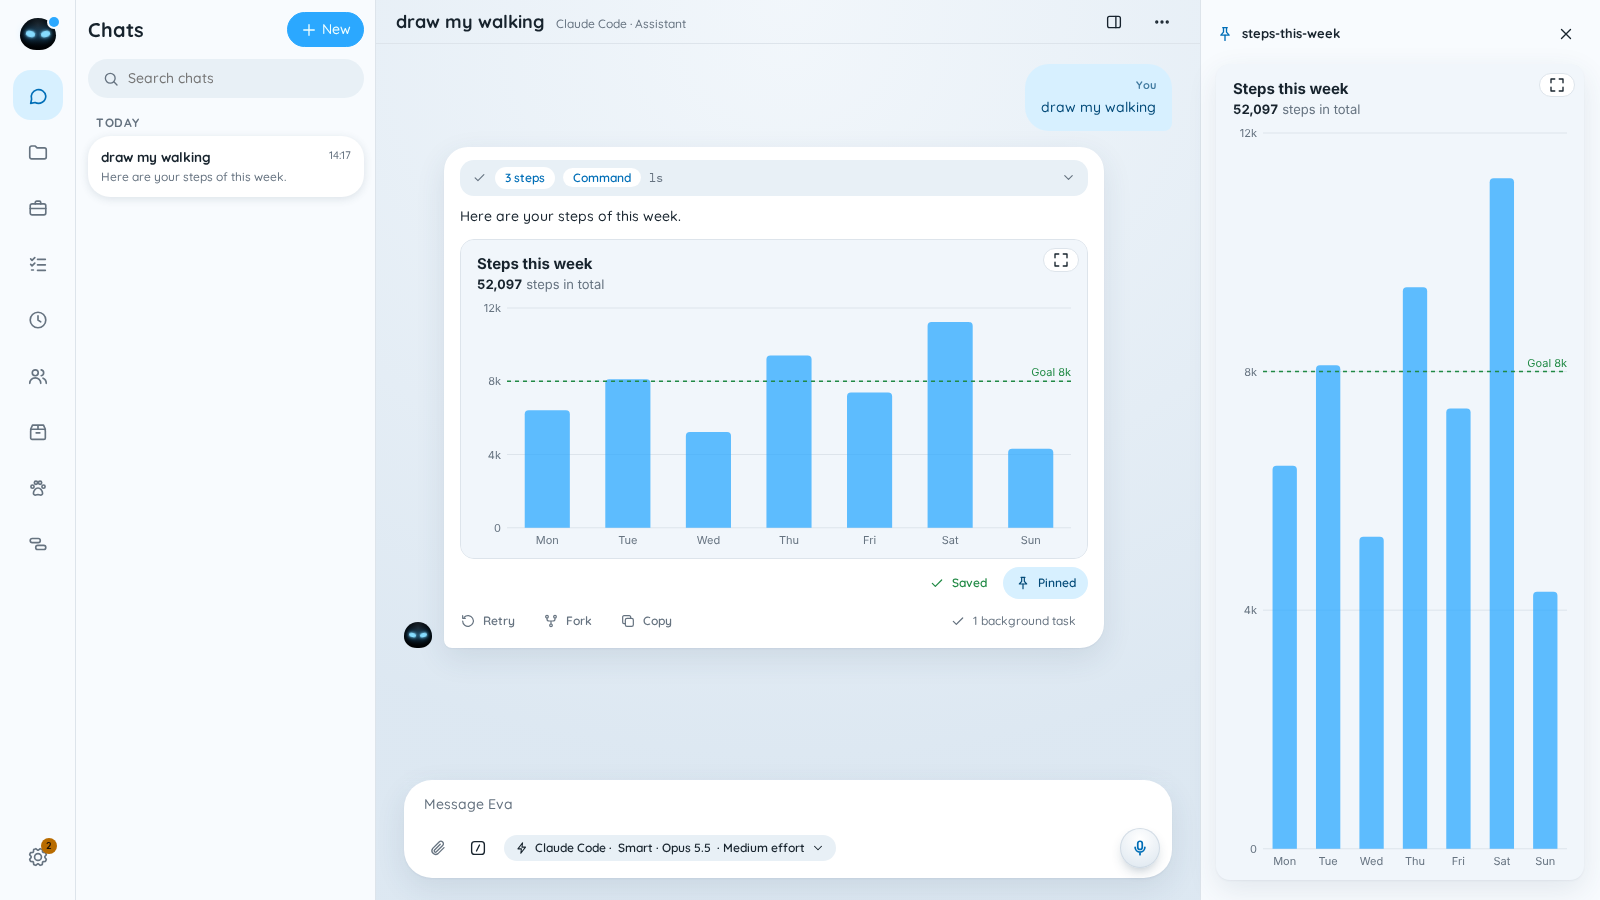 Chats
New
Search chats
TODAY
draw my walking
14:17
Here are your steps of this week.
2
draw my walking
Claude Code · Assistant
You
draw my walking
3 steps
Command
1s
Here are your steps of this week.
Steps this week
52,097 steps in total
12k
8k
4k
0
Goal 8k
Mon Tue Wed Thu Fri Sat Sun
Saved
Pinned
Retry
Fork
Copy
1 background task
Message Eva
Claude Code · Smart · Opus 5.5 · Medium effort
steps-this-week
Steps this week
52,097 steps in total
12k
8k
4k
0
Goal 8k
Mon Tue Wed Thu Fri Sat Sun